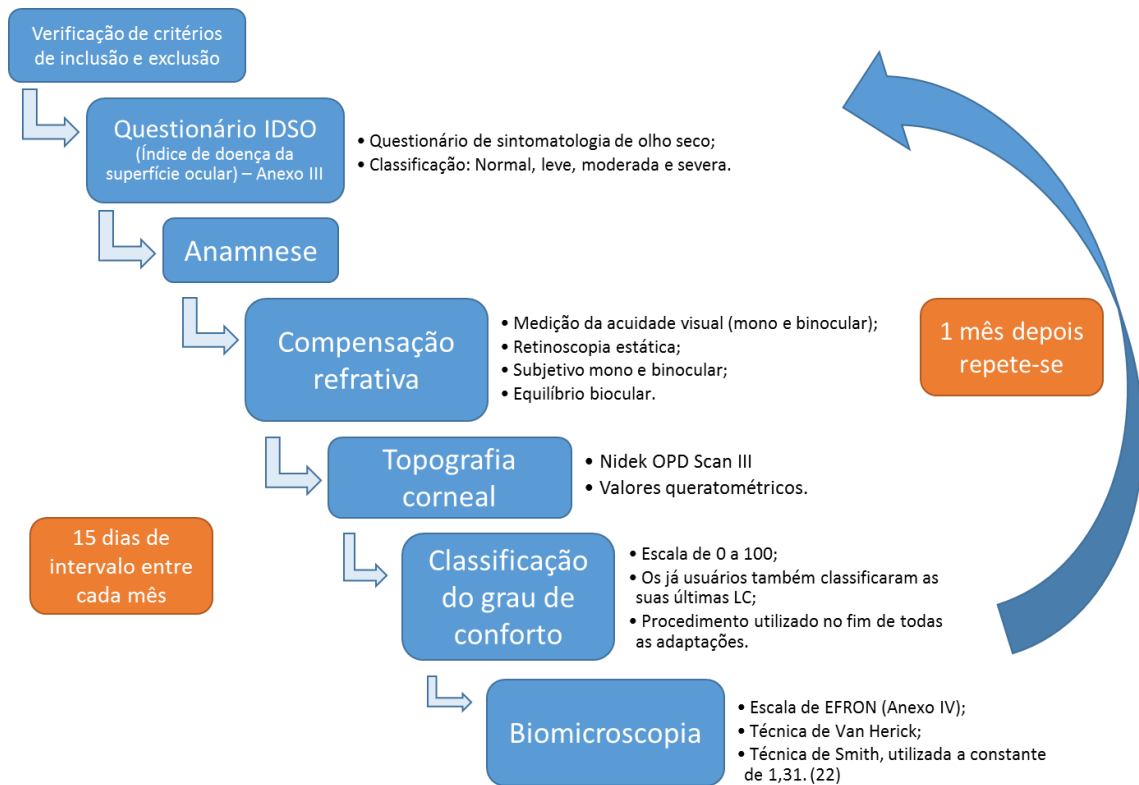 Verificação de critérios
de inclusão e exclusão
Questionário IDSO
(Índice de doença da
superfície ocular) – Anexo III
• Questionário de sintomatologia de olho seco;
• Classificação: Normal, leve, moderada e severa.
Anamnese
Compensação
refrativa
• Medição da acuidade visual (mono e binocular);
• Retinoscopia estática;
• Subjetivo mono e binocular;
• Equilíbrio biocular.
1 mês depois
repete-se
Topografia
corneal
• Nidek OPD Scan III
• Valores queratométricos.
15 dias de
intervalo entre
cada mês
Classificação
do grau de
conforto
• Escala de 0 a 100;
• Os já usuários também classificaram as
suas últimas LC;
• Procedimento utilizado no fim de todas
as adaptações.
Biomicroscopia
• Escala de EFRON (Anexo IV);
• Técnica de Van Herick;
• Técnica de Smith, utilizada a constante
de 1,31. (22)